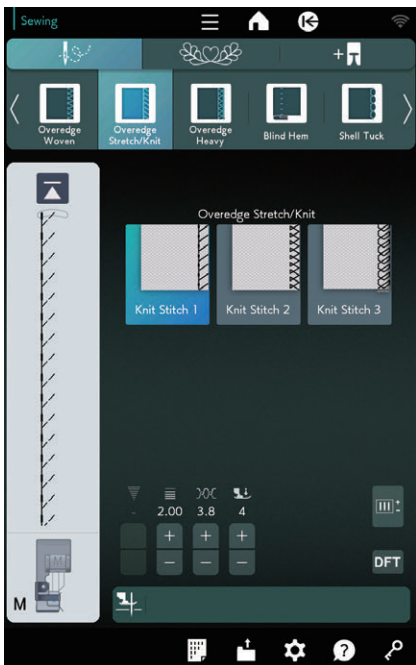 Sewing
Overedge
Woven
Overedge
Stretch/Knit
Overedge
Heavy
Blind Hem
Shell Tuck
Overedge Stretch/Knit
Knit Stitch 1
Knit Stitch 2
Knit Stitch 3
- 2.00 3.8 4
+ + +
- - -
DFT
M